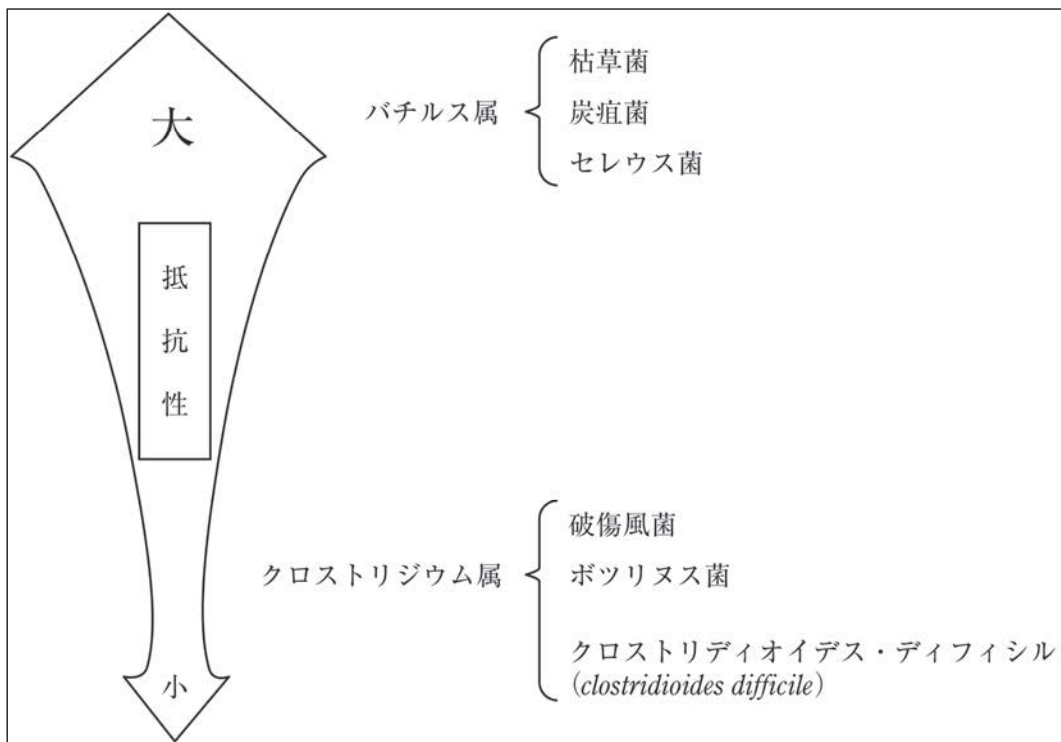 大
抵
抗
性
小
バチルス属
枯草菌
炭疽菌
セレウス菌
クロストリジウム属
破傷風菌
ボツリヌス菌
クロストリディオイデス・ディフィシル
(clostridioides difficile)